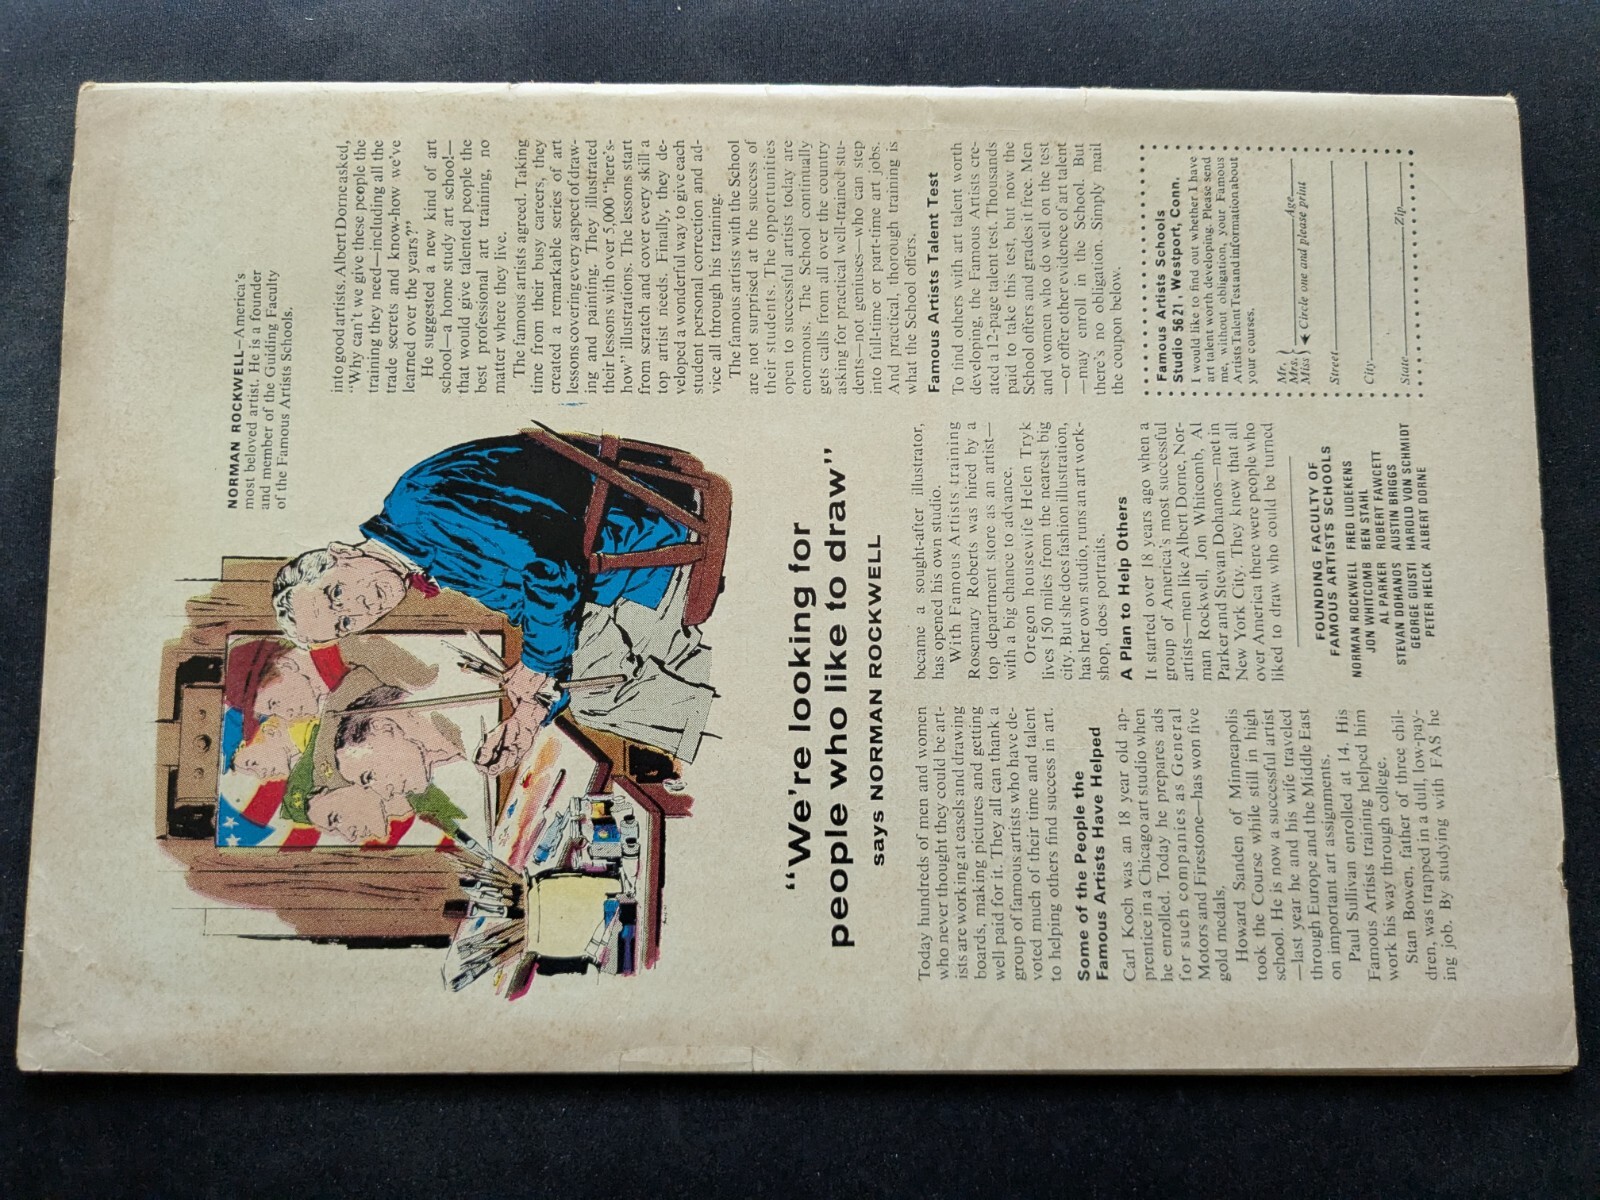 NORMAN ROCKWELL—America's
most beloved artist. He is a founder
and member of the Guiding Faculty
of the Famous Artists Schools.
"We're looking for
people who like to draw"
says NORMAN ROCKWELL
Today hundreds of men and women
who never thought they could be art-
ists are working at easels and drawing
boards, making pictures and getting
well paid for it. They all can thank a
group of famous artists who have de-
voted much of their time and talent
to helping others find success in art.
Some of the People the
Famous Artists Have Helped
Carl Koch was an 18 year old ap-
prentice in a Chicago art studio when
he enrolled. Today he prepares ads
for such companies as General
Motors and Firestone—has won five
gold medals.
Howard Sanden of Minneapolis
took the Course while still in high
school. He is now a successful artist
—last year he and his wife traveled
through Europe and the Middle East
on important art assignments.
Paul Sullivan enrolled at 14. His
Famous Artists training helped him
work his way through college.
Stan Bowen, father of three chil-
dren, was trapped in a dull, low-pay-
ing job. By studying with FAS he
became a sought-after illustrator,
has opened his own studio.
With Famous Artists training
Rosemary Roberts was hired by a
top department store as an artist—
with a big chance to advance.
Oregon housewife Helen Tryk
lives 150 miles from the nearest big
city. But she does fashion illustration,
has her own studio, runs an art work-
shop, does portraits.
A Plan to Help Others
It started over 18 years ago when a
group of America's most successful
artists—men like Albert Dorne, Nor-
man Rockwell, Jon Whitcomb, Al
Parker and Stevan Dohanos—met in
New York City. They knew that all
over America there were people who
liked to draw who could be turned
FOUNDING FACULTY OF
FAMOUS ARTISTS SCHOOLS
NORMAN ROCKWELL FRED LUDEKENS
JON WHITCOMB BEN STAHL
AL PARKER ROBERT FAWCETT
STEVAN DOHANOS AUSTIN BRIGGS
GEORGE GIUSTI HAROLD VON SCHMIDT
PETER HELCK ALBERT DORNE
into good artists. Albert Dorne asked,
"Why can't we give these people the
training they need—including all the
trade secrets and know-how we've
learned over the years?"
He suggested a new kind of art
school—a home study art school—
that would give talented people the
best professional art training, no
matter where they live.
The famous artists agreed. Taking
time from their busy careers, they
created a remarkable series of art
lessons covering every aspect of draw-
ing and painting. They illustrated
their lessons with over 5,000 "here's-
how" illustrations. The lessons start
from scratch and cover every skill a
top artist needs. Finally, they de-
veloped a wonderful way to give each
student personal correction and ad-
vice all through his training.
The famous artists with the School
are not surprised at the success of
their students. The opportunities
open to successful artists today are
enormous. The School continually
gets calls from all over the country
asking for practical well-trained stu-
dents—not geniuses—who can step
into full-time or part-time art jobs.
And practical, thorough training is
what the School offers.
Famous Artists Talent Test
To find others with art talent worth
developing, the Famous Artists cre-
ated a 12-page talent test. Thousands
paid to take this test, but now the
School offers and grades it free. Men
and women who do well on the test
—or offer other evidence of art talent
—may enroll in the School. But
there's no obligation. Simply mail
the coupon below.
Famous Artists Schools
Studio 5621, Westport, Conn.
I would like to find out whether I have
art talent worth developing. Please send
me, without obligation, your Famous
Artists Talent Test and information about
your courses.
Mr.
Mrs. Age
Miss Circle one and please print
Street
City
State Zip